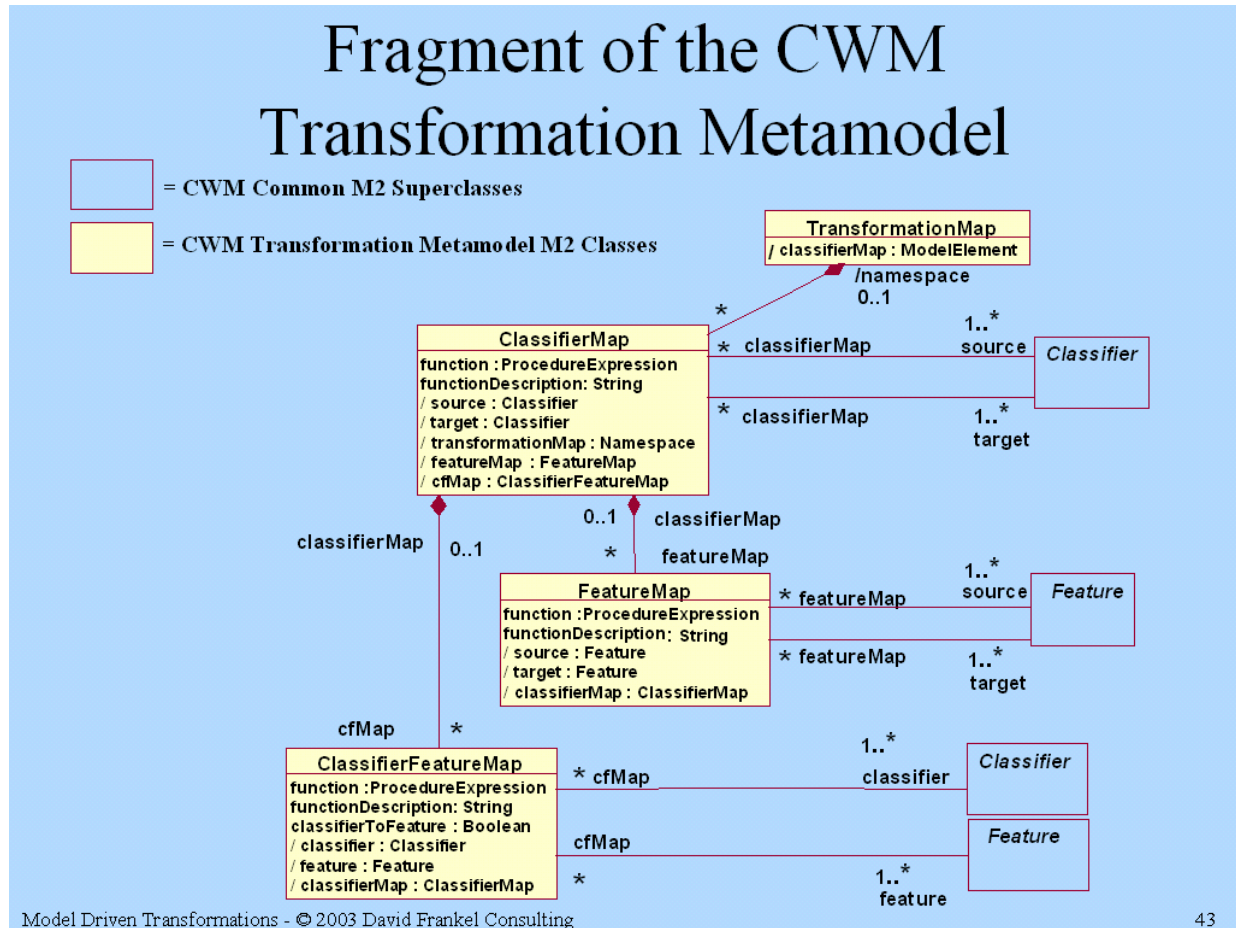 Fragment of the CWM
Transformation Metamodel
= CWM Common M2 Superclasses
= CWM Transformation Metamodel M2 Classes
TransformationMap
/ classifierMap : ModelElement
/namespace
0..1
*
ClassifierMap
function :ProcedureExpression
functionDescription: String
/ source : Classifier
/ target : Classifier
/ transformationMap : Namespace
/ featureMap : FeatureMap
/ cfMap : ClassifierFeatureMap
* classifierMap
1..*
source
Classifier
* classifierMap
1..*
target
classifierMap
0..1
0..1
classifierMap
*
featureMap
FeatureMap
function :ProcedureExpression
functionDescription: String
/ source : Feature
/ target : Feature
/ classifierMap : ClassifierMap
* featureMap
1..*
source
Feature
* featureMap
1..*
target
cfMap
*
ClassifierFeatureMap
function :ProcedureExpression
functionDescription: String
classifierToFeature : Boolean
/ classifier : Classifier
/ feature : Feature
/ classifierMap : ClassifierMap
* cfMap
1..*
classifier
Classifier
cfMap
*
1..*
feature
Feature
Model Driven Transformations - © 2003 David Frankel Consulting
43